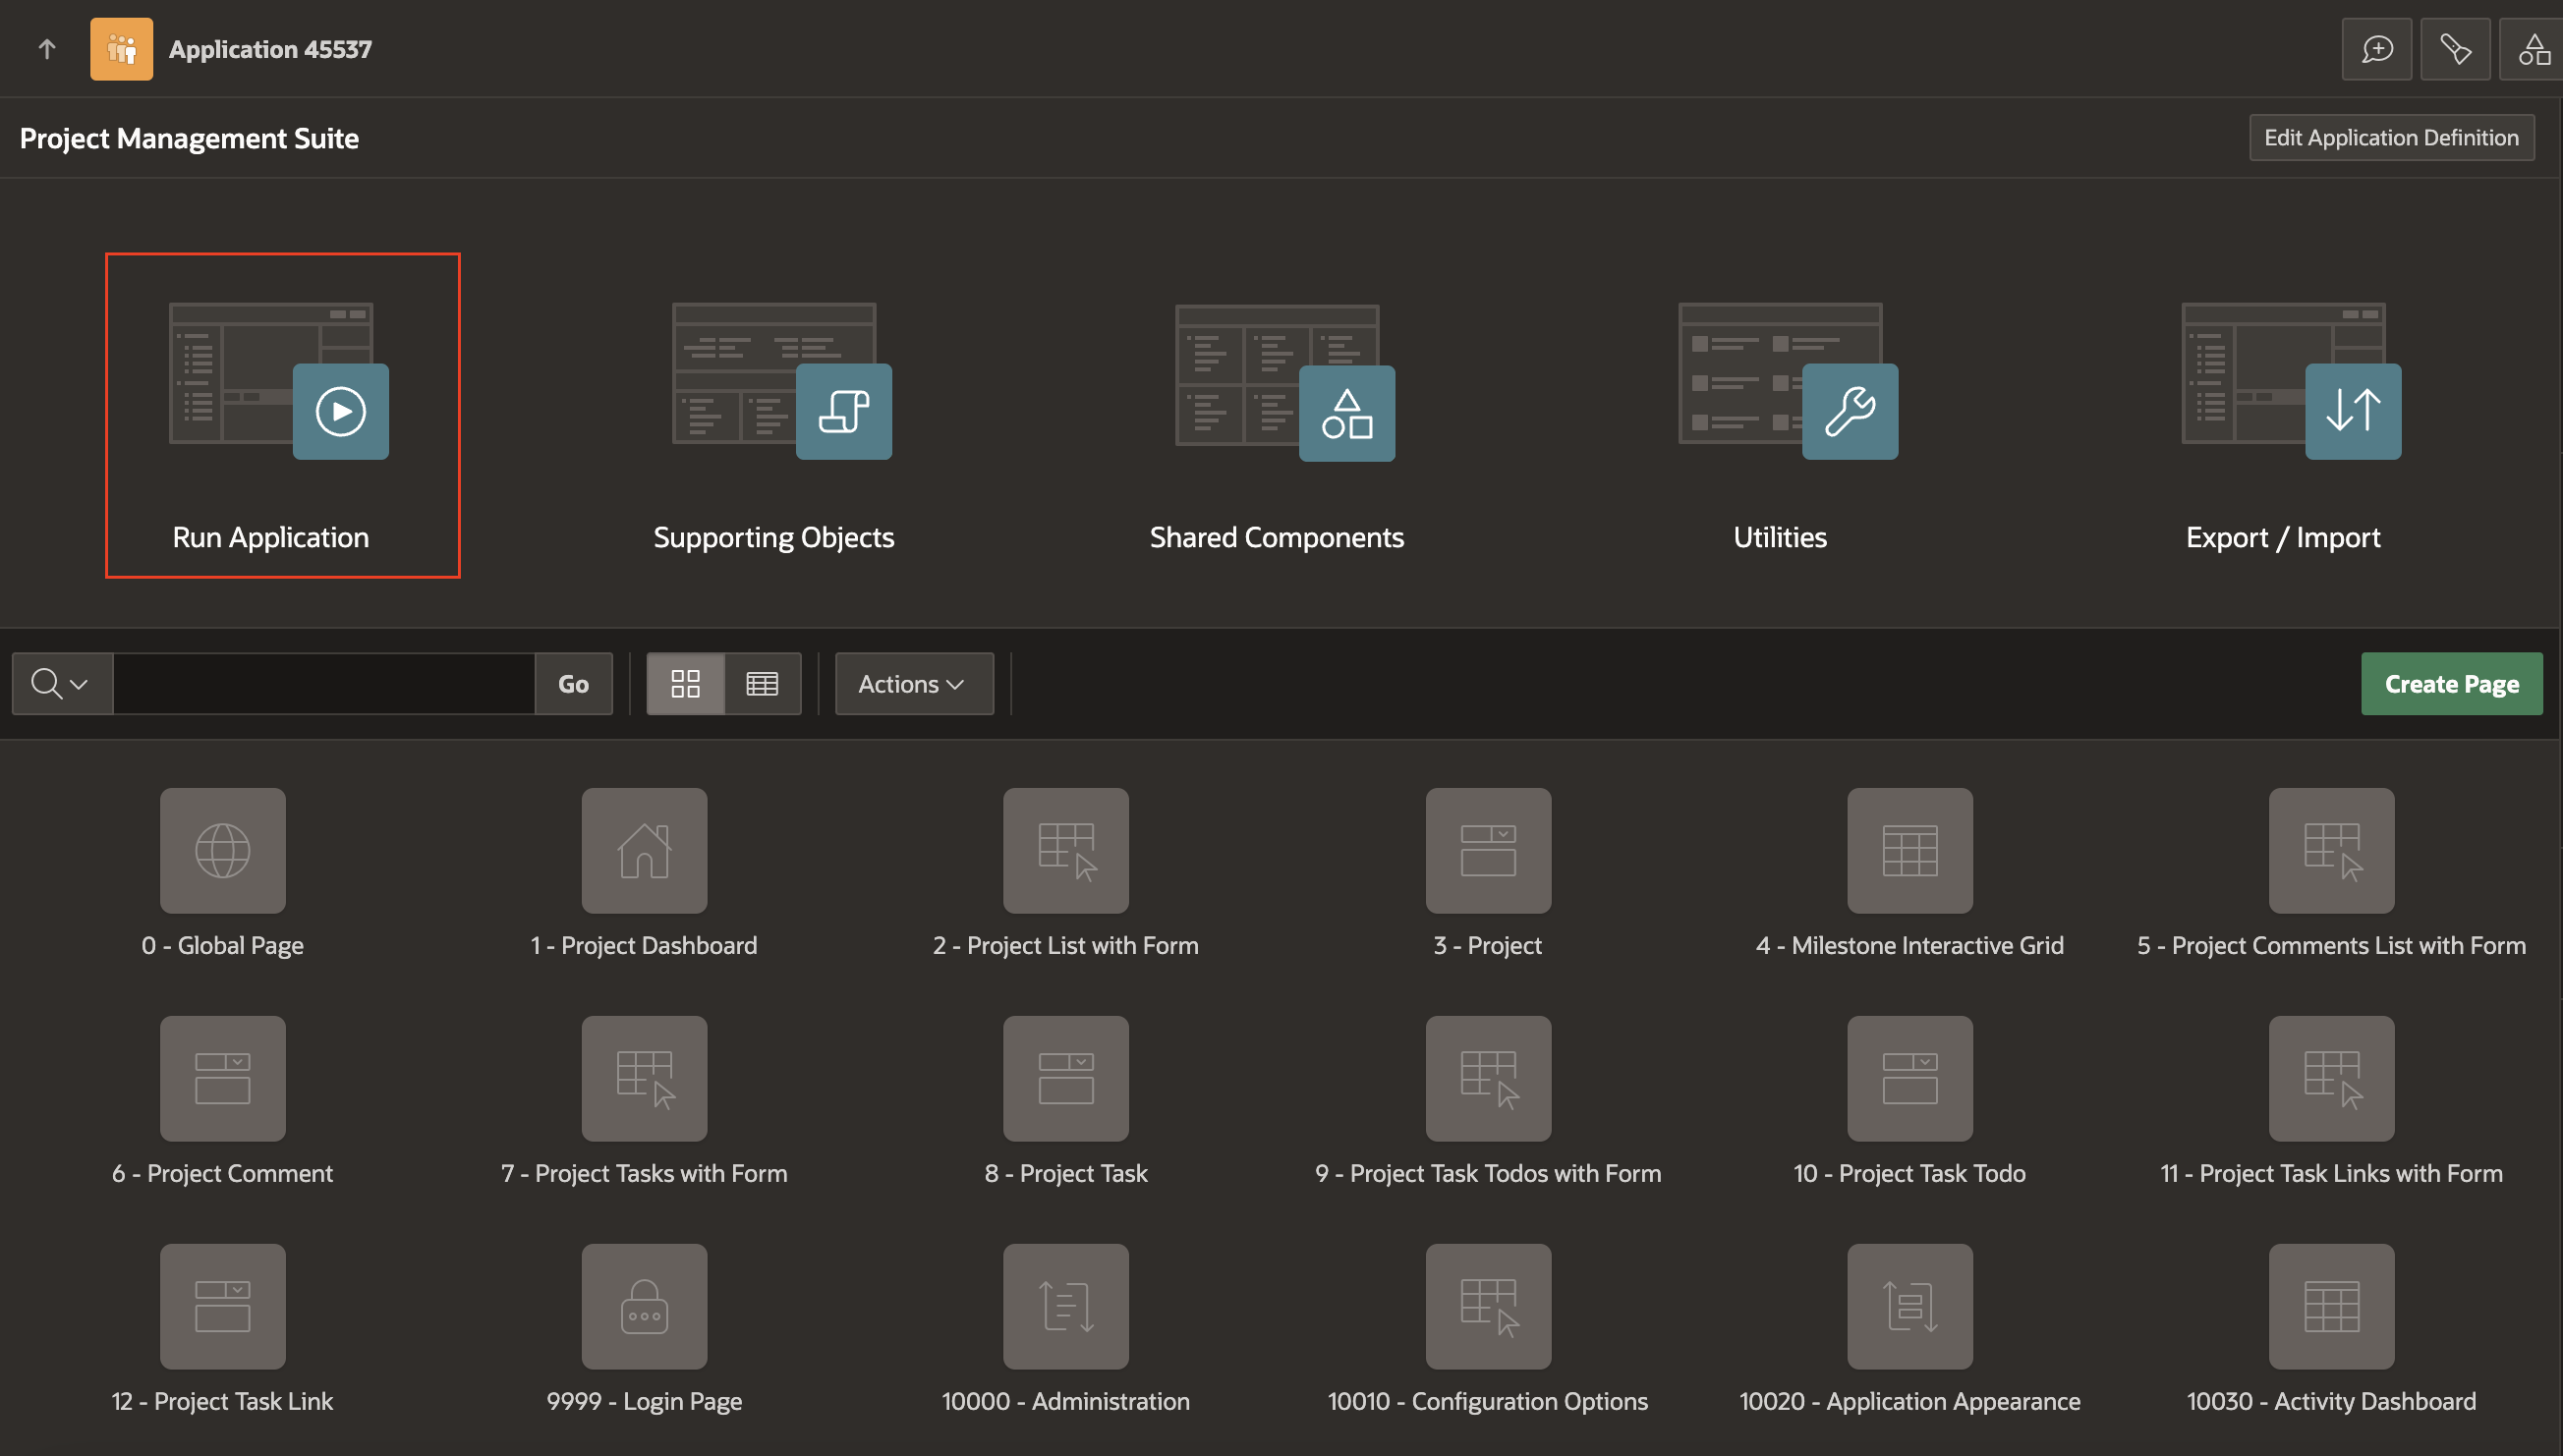 Application 45537
Project Management Suite
Edit Application Definition
Run Application
Supporting Objects
Shared Components
Utilities
Export / Import
Go
Actions
Create Page
0 - Global Page
1 - Project Dashboard
2 - Project List with Form
3 - Project
4 - Milestone Interactive Grid
5 - Project Comments List with Form
6 - Project Comment
7 - Project Tasks with Form
8 - Project Task
9 - Project Task Todos with Form
10 - Project Task Todo
11 - Project Task Links with Form
12 - Project Task Link
9999 - Login Page
10000 - Administration
10010 - Configuration Options
10020 - Application Appearance
10030 - Activity Dashboard